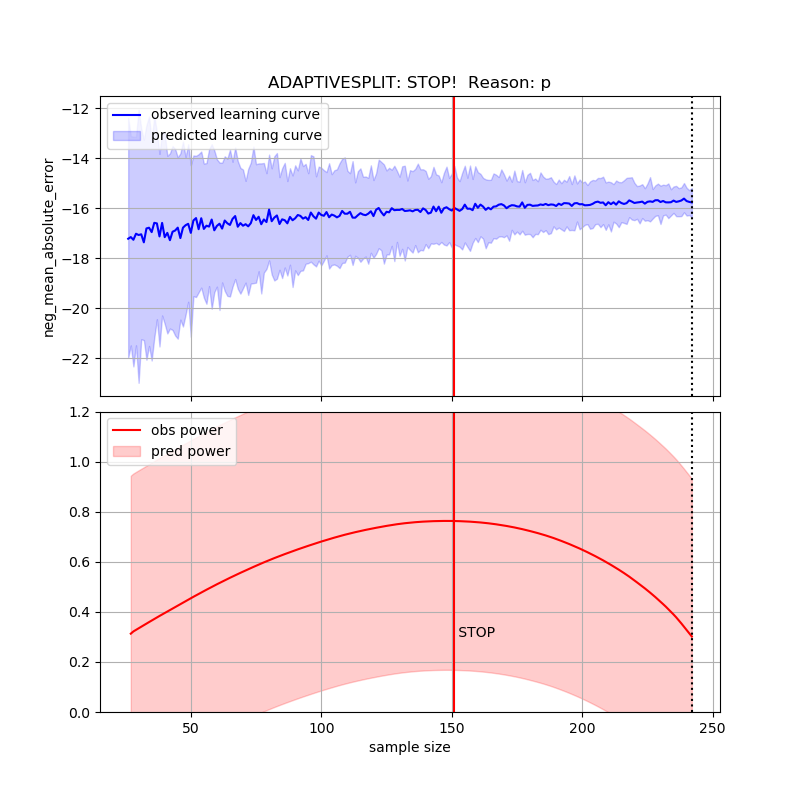 ADAPTIVESPLIT: STOP!  Reason: p
observed learning curve
predicted learning curve
neg_mean_absolute_error
−12
−14
−16
−18
−20
−22
obs power
pred power
1.2
1.0
0.8
0.6
0.4
0.2
0.0
STOP
50
100
150
200
250
sample size